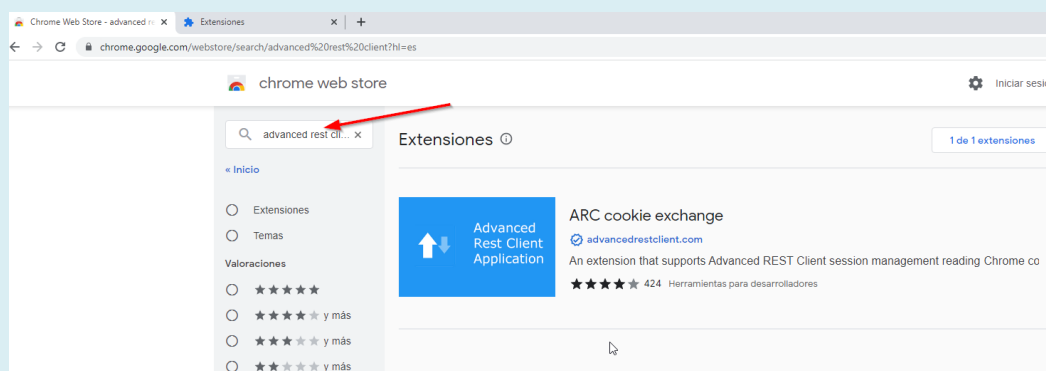 Chrome Web Store - advanced re
Extensiones
chrome.google.com/webstore/search/advanced%20rest%20client?hl=es
chrome web store
Iniciar sesi
advanced rest cli...
Extensiones
1 de 1 extensiones
« Inicio
Extensiones
Temas
Valoraciones
y más
y más
y más
Advanced
Rest Client
Application
ARC cookie exchange
advancedrestclient.com
An extension that supports Advanced REST Client session management reading Chrome co
424 Herramientas para desarrolladores